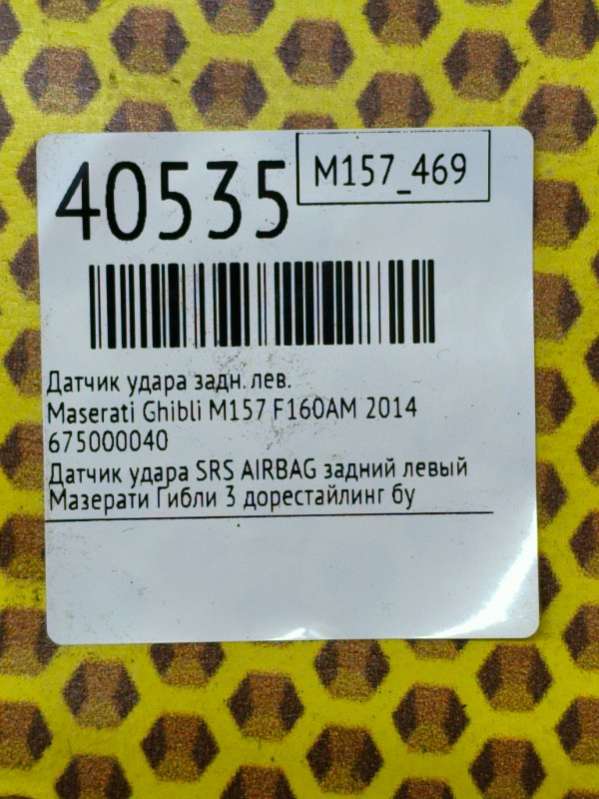 40535
M157_469
Датчик удара задн. лев.
Maserati Ghibli M157 F160AM 2014
675000040
Датчик удара SRS AIRBAG задний левый
Мазерати Гибли 3 дорестайлинг бу